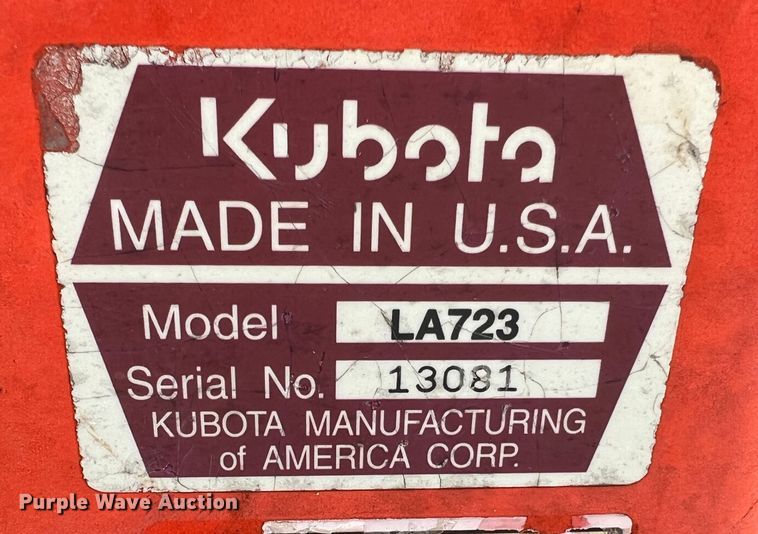 Kubota
MADE IN U.S.A.
Model LA723
Serial No. 13081
KUBOTA MANUFACTURING
of AMERICA CORP.
Purple Wave Auction